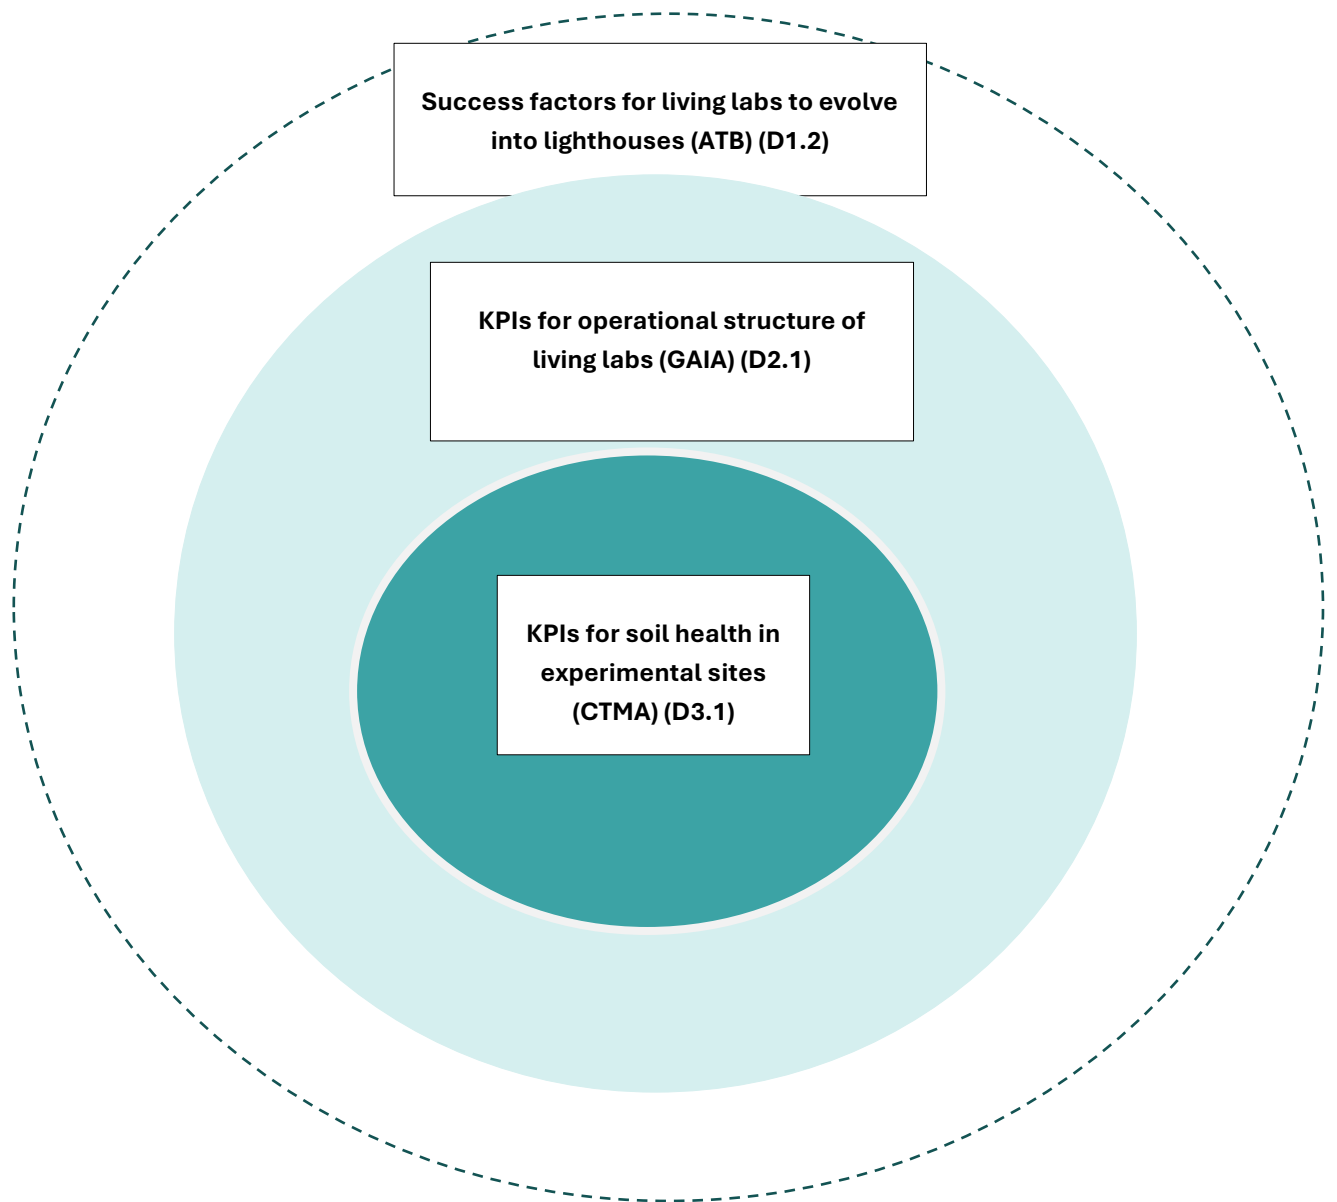 Success factors for living labs to evolve
into lighthouses (ATB) (D1.2)
KPIs for operational structure of
living labs (GAIA) (D2.1)
KPIs for soil health in
experimental sites
(CTMA) (D3.1)